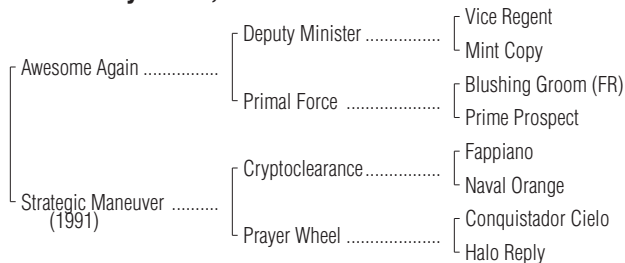 Vice Regent
Deputy Minister ................
Mint Copy
Awesome Again ................
Blushing Groom (FR)
Primal Force ....................
Prime Prospect
Fappiano
Cryptoclearance................
Naval Orange
Strategic Maneuver ..........
(1991)
Conquistador Cielo
Prayer Wheel ....................
Halo Reply